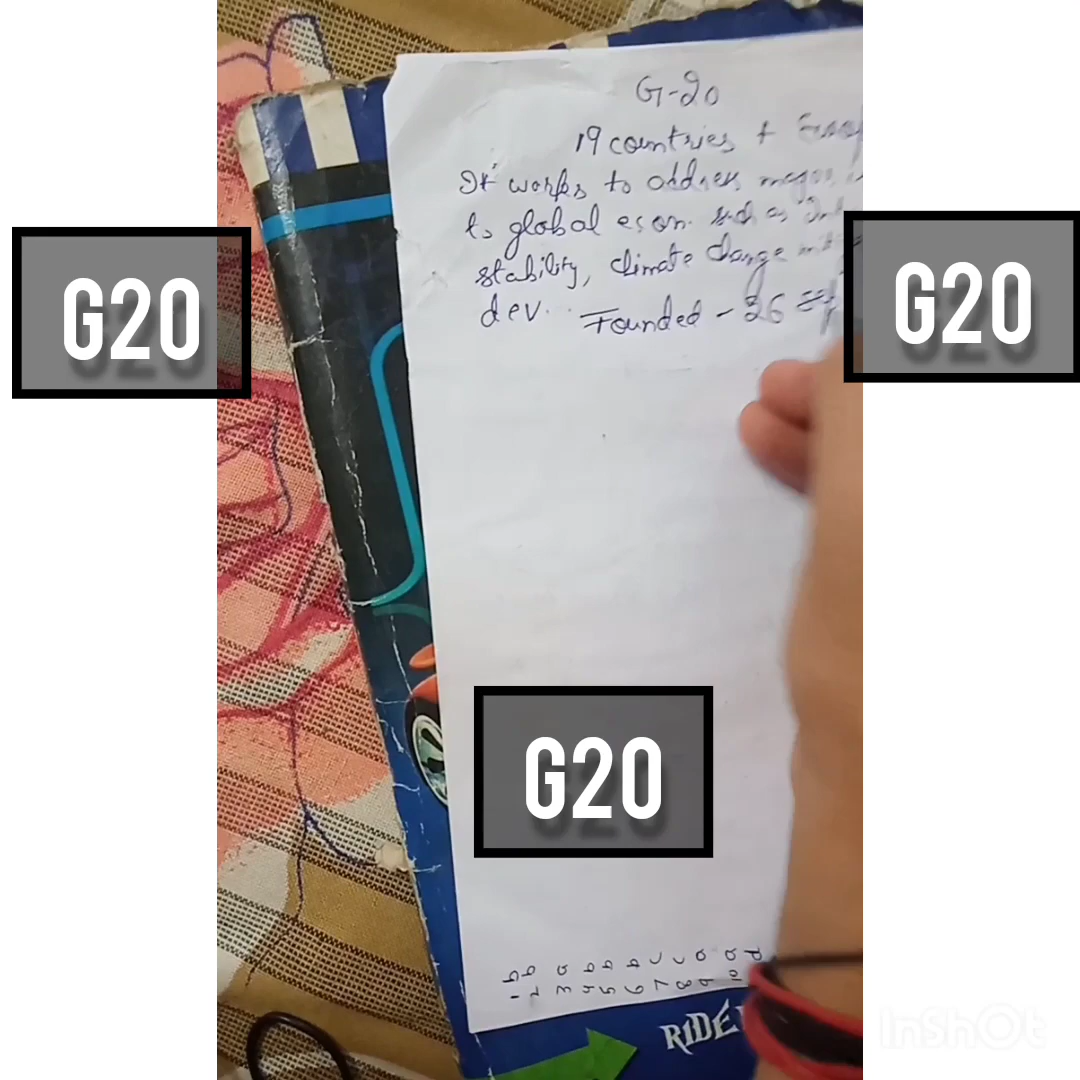 G-20
19 countries +
It works to address major
to global econ. such as
stability, climate change
dev. Founded - 26
G20
G20
G20
RIDE
InShOt